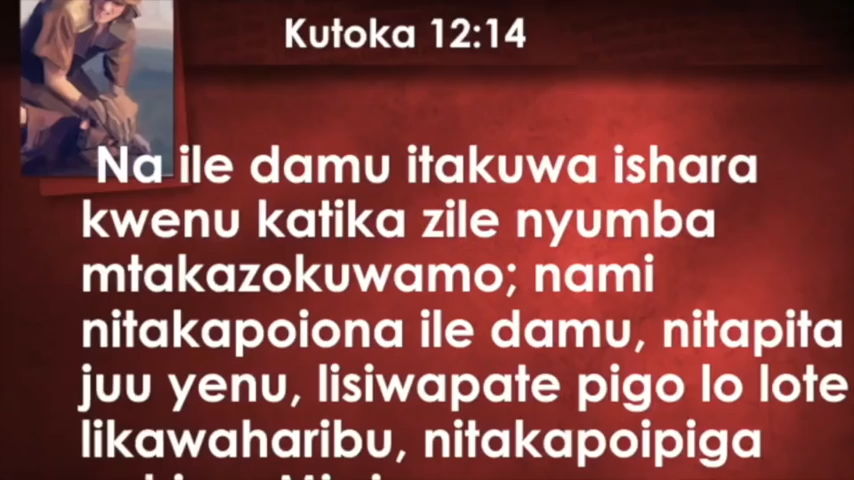 Kutoka 12:14
Na ile damu itakuwa ishara
kwenu katika zile nyumba
mtakazokuwamo; nami
nitakapoiona ile damu, nitapita
juu yenu, lisiwapate pigo lo lote
likawaharibu, nitakapoipiga